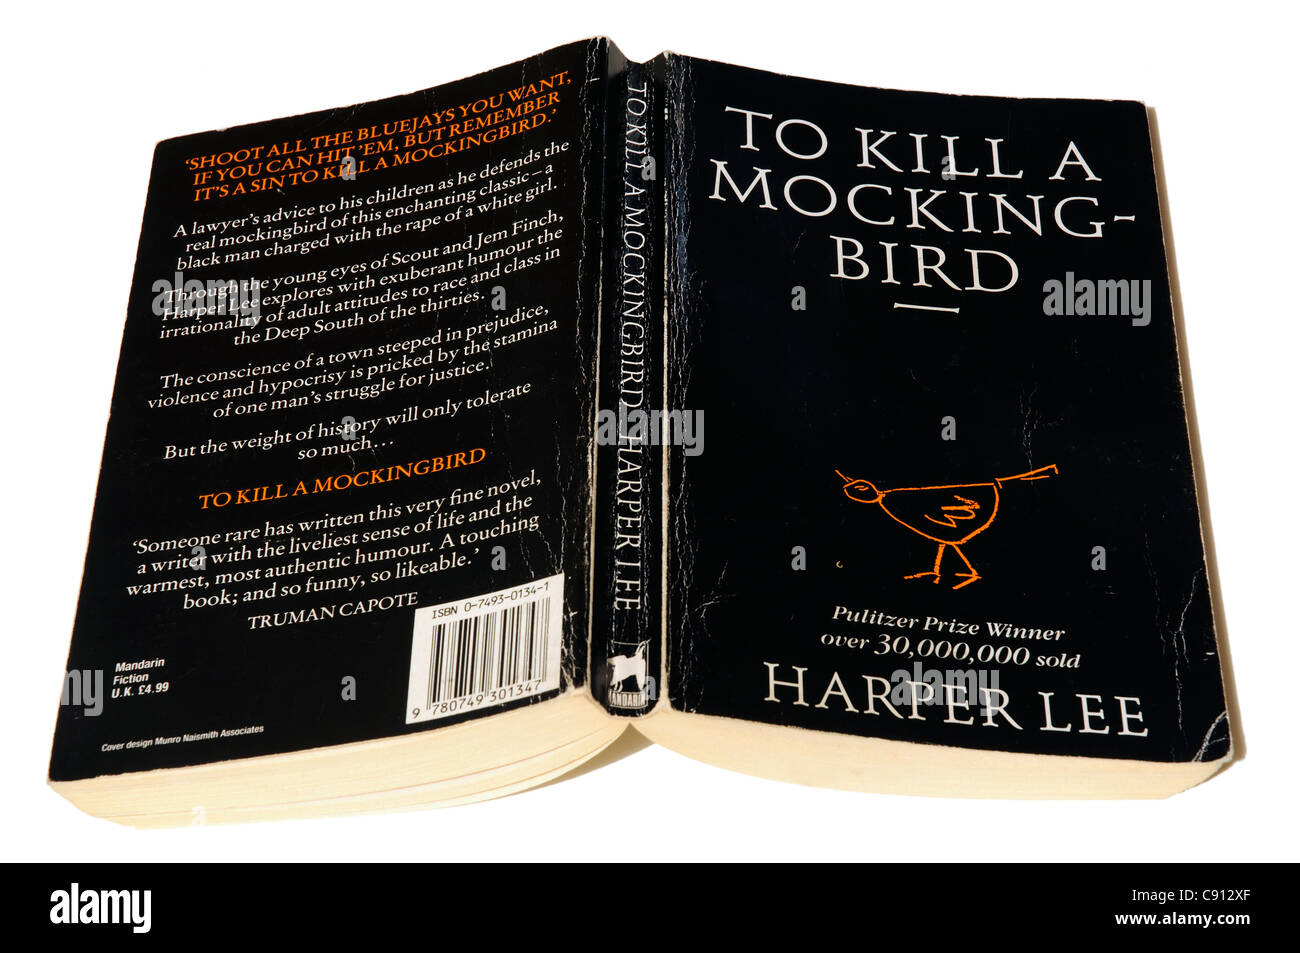 'SHOOT ALL THE BLUEJAYS YOU WANT,
IF YOU CAN HIT 'EM, BUT REMEMBER
IT'S A SIN TO KILL A MOCKINGBIRD.'
A lawyer's advice to his children as he defends the
real mockingbird of this enchanting classic – a
black man charged with the rape of a white girl.
Through the young eyes of Scout and Jem Finch,
Harper Lee explores with exuberant humour the
irrationality of adult attitudes to race and class in
the Deep South of the thirties.
The conscience of a town steeped in prejudice,
violence and hypocrisy is pricked by the stamina
of one man's struggle for justice.
But the weight of history will only tolerate
so much...
TO KILL A MOCKINGBIRD
'Someone rare has written this very fine novel,
a writer with the liveliest sense of life and the
warmest, most authentic humour. A touching
book; and so funny, so likeable.'
TRUMAN CAPOTE
Mandarin
Fiction
U.K. £4.99
ISBN 0-7493-0134-1
9 780749 301347
Cover design Munro Naismith Associates
TO KILL A MOCKINGBIRD HARPER LEE
MANDARIN
TO KILL A
MOCKING-
BIRD
Pulitzer Prize Winner
over 30,000,000 sold
HARPER LEE
a
alamy
alamy
Image ID: C912XF
www.alamy.com